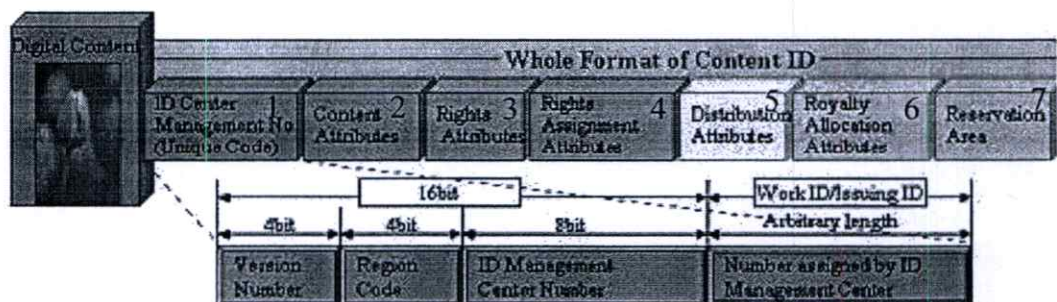 Digital Content
Whole Format of Content ID
ID Center
Management No
(Unique Code)
1
Content
Attributes
2
Rights
Attributes
3
Rights
Assignment
Attributes
4
Distribution
Attributes
5
Royalty
Allocation
Attributes
6
Reservation
Area
7
16bit
Work ID/Issuing ID
4bit
4bit
8bit
Arbitrary length
Version
Number
Region
Code
ID Management
Center Number
Number assigned by ID
Management Center